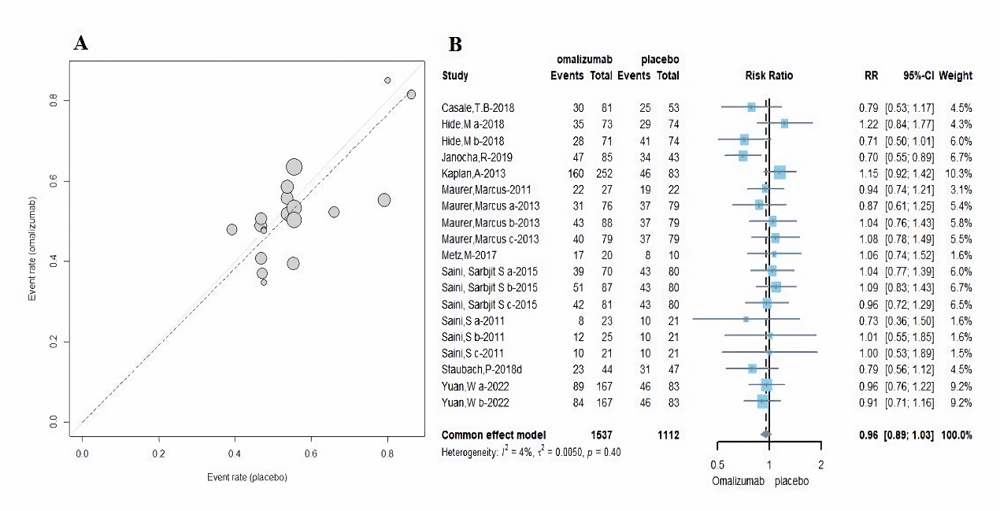 A
0.8
0.6
0.4
0.2
0.0
Event rate (omalizumab)
0.0 0.2 0.4 0.6 0.8
Event rate (placebo)
B
omalizumab placebo
Study Events Total Events Total Risk Ratio RR 95%-CI Weight
Casale,T.B-2018 30 81 25 53 0.79 [0.53; 1.17] 4.5%
Hide,M a-2018 35 73 29 74 1.22 [0.84; 1.77] 4.3%
Hide,M b-2018 28 71 41 74 0.71 [0.50; 1.01] 6.0%
Janocha,R-2019 47 85 34 43 0.70 [0.55; 0.89] 6.7%
Kaplan,A-2013 160 252 46 83 1.15 [0.92; 1.42] 10.3%
Maurer,Marcus-2011 22 27 19 22 0.94 [0.74; 1.21] 3.1%
Maurer,Marcus a-2013 31 76 37 79 0.87 [0.61; 1.25] 5.4%
Maurer,Marcus b-2013 43 88 37 79 1.04 [0.76; 1.43] 5.8%
Maurer,Marcus c-2013 40 79 37 79 1.08 [0.78; 1.49] 5.5%
Metz,M-2017 17 20 8 10 1.06 [0.74; 1.52] 1.6%
Saini, Sarbjit S a-2015 39 70 43 80 1.04 [0.77; 1.39] 6.0%
Saini, Sarbjit S b-2015 51 87 43 80 1.09 [0.83; 1.43] 6.7%
Saini, Sarbjit S c-2015 42 81 43 80 0.96 [0.72; 1.29] 6.5%
Saini,S a-2011 8 23 10 21 0.73 [0.36; 1.50] 1.6%
Saini,S b-2011 12 25 10 21 1.01 [0.55; 1.85] 1.6%
Saini,S c-2011 10 21 10 21 1.00 [0.53; 1.89] 1.5%
Staubach,P-2018d 23 44 31 47 0.79 [0.56; 1.12] 4.5%
Yuan,W a-2022 89 167 46 83 0.96 [0.76; 1.22] 9.2%
Yuan,W b-2022 84 167 46 83 0.91 [0.71; 1.16] 9.2%
Common effect model 1537 1112 0.96 [0.89; 1.03] 100.0%
Heterogeneity: I² = 4%, τ² = 0.0050, p = 0.40
0.5 1 2
Omalizumab placebo